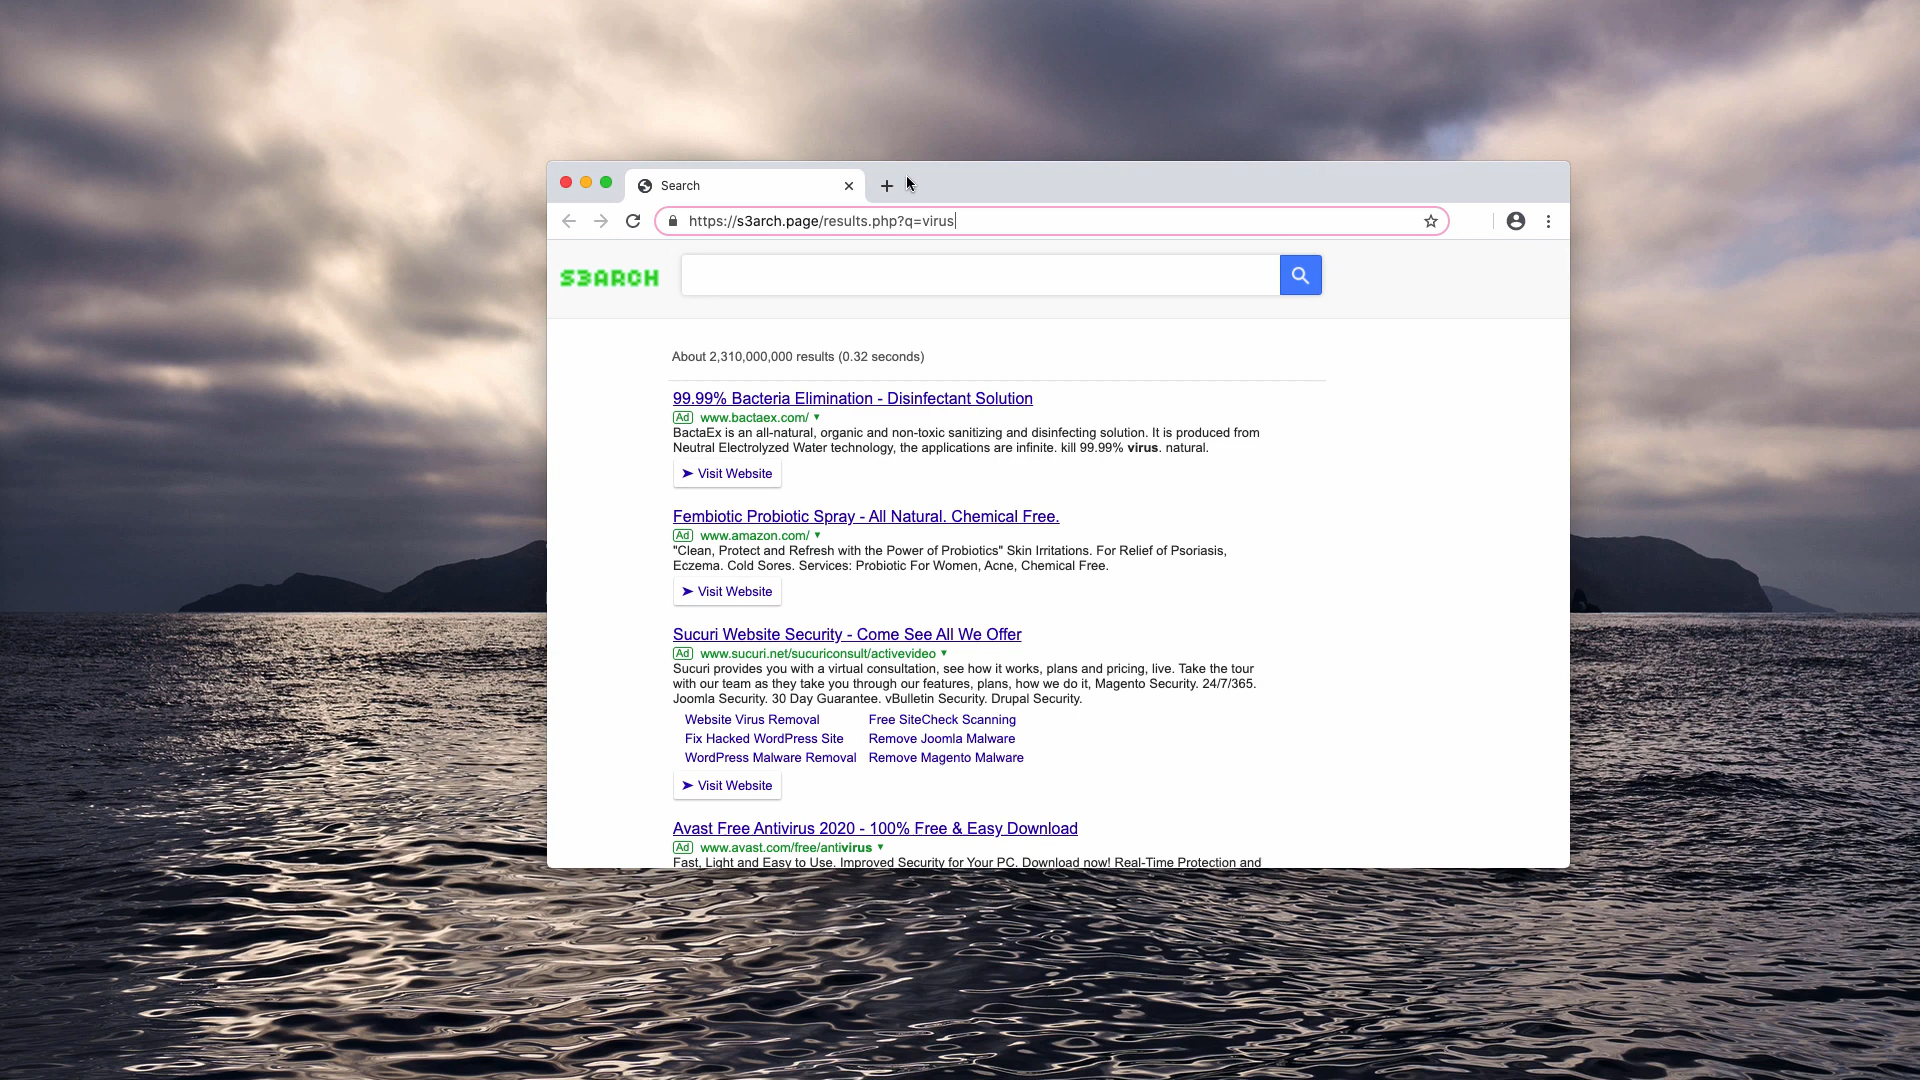 Search
https://s3arch.page/results.php?q=virus
S3ARCH
About 2,310,000,000 results (0.32 seconds)
99.99% Bacteria Elimination - Disinfectant Solution
Ad www.bactaex.com/
BactaEx is an all-natural, organic and non-toxic sanitizing and disinfecting solution. It is produced from
Neutral Electrolyzed Water technology, the applications are infinite. kill 99.99% virus. natural.
Visit Website
Fembiotic Probiotic Spray - All Natural. Chemical Free.
Ad www.amazon.com/
"Clean, Protect and Refresh with the Power of Probiotics" Skin Irritations. For Relief of Psoriasis,
Eczema. Cold Sores. Services: Probiotic For Women, Acne, Chemical Free.
Visit Website
Sucuri Website Security - Come See All We Offer
Ad www.sucuri.net/sucuriconsult/activevideo
Sucuri provides you with a virtual consultation, see how it works, plans and pricing, live. Take the tour
with our team as they take you through our features, plans, how we do it, Magento Security. 24/7/365.
Joomla Security. 30 Day Guarantee. vBulletin Security. Drupal Security.
Website Virus Removal Free SiteCheck Scanning
Fix Hacked WordPress Site Remove Joomla Malware
WordPress Malware Removal Remove Magento Malware
Visit Website
Avast Free Antivirus 2020 - 100% Free & Easy Download
Ad www.avast.com/free/antivirus
Fast, Light and Easy to Use. Improved Security for Your PC. Download now! Real-Time Protection and